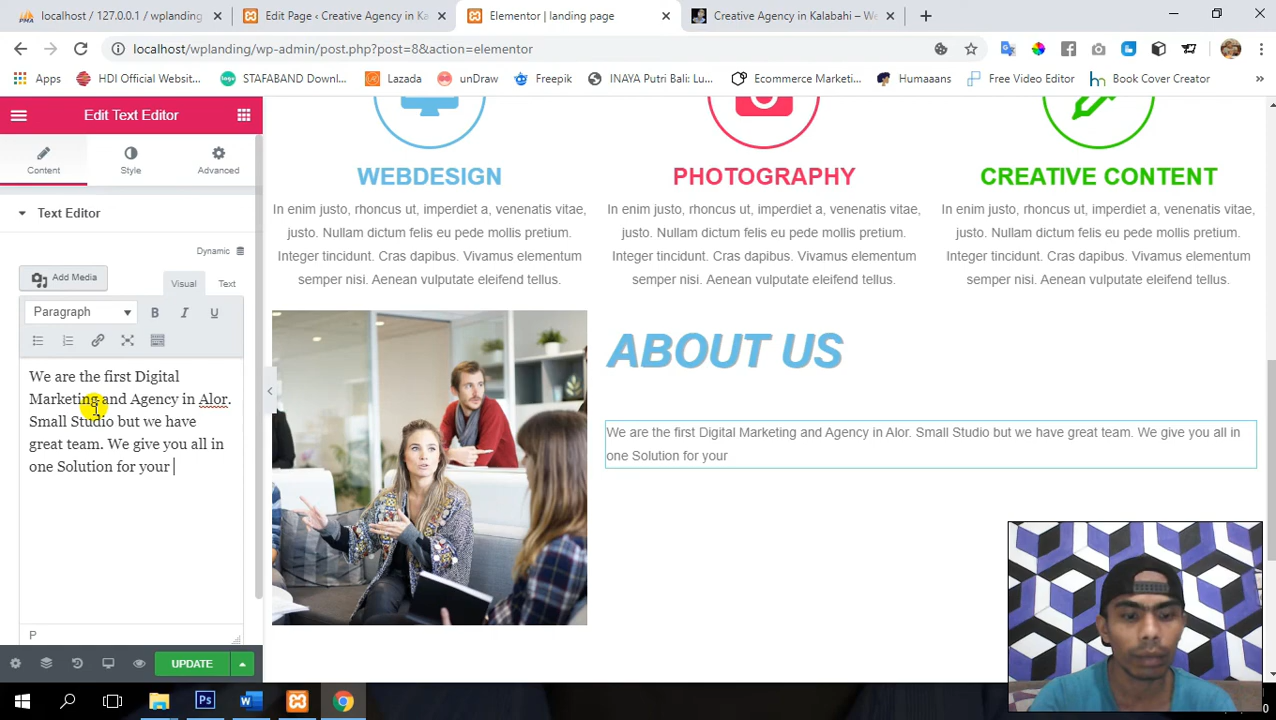 localhost / 127.0.0.1 / wplanding
Edit Page ‹ Creative Agency in Ka
Elementor | landing page
Creative Agency in Kalabahi – We
localhost/wplanding/wp-admin/post.php?post=8&action=elementor
Apps
HDI Official Websit...
STAFABAND Downl...
Lazada
unDraw
Freepik
INAYA Putri Bali: Lu...
Ecommerce Marketi...
Humaaans
Free Video Editor
Book Cover Creator
»
Edit Text Editor
Content
Style
Advanced
Text Editor
Dynamic
Add Media
Visual
Text
Paragraph
B
I
U
We are the first Digital
Marketing and Agency in Alor.
Small Studio but we have
great team. We give you all in
one Solution for your
P
UPDATE
WEBDESIGN
In enim justo, rhoncus ut, imperdiet a, venenatis vitae,
justo. Nullam dictum felis eu pede mollis pretium.
Integer tincidunt. Cras dapibus. Vivamus elementum
semper nisi. Aenean vulputate eleifend tellus.
PHOTOGRAPHY
In enim justo, rhoncus ut, imperdiet a, venenatis vitae,
justo. Nullam dictum felis eu pede mollis pretium.
Integer tincidunt. Cras dapibus. Vivamus elementum
semper nisi. Aenean vulputate eleifend tellus.
CREATIVE CONTENT
In enim justo, rhoncus ut, imperdiet a, venenatis vitae,
justo. Nullam dictum felis eu pede mollis pretium.
Integer tincidunt. Cras dapibus. Vivamus elementum
semper nisi. Aenean vulputate eleifend tellus.
ABOUT US
We are the first Digital Marketing and Agency in Alor. Small Studio but we have great team. We give you all in
one Solution for your